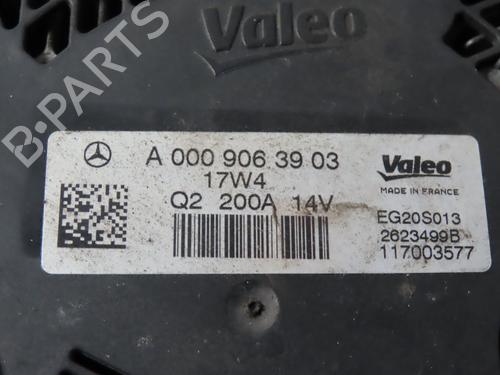 Valeo
B-PARTS
A 000 906 39 03
17W4
Q2 200A 14V
Valeo
MADE IN FRANCE
EG20S013
2623499B
117003577